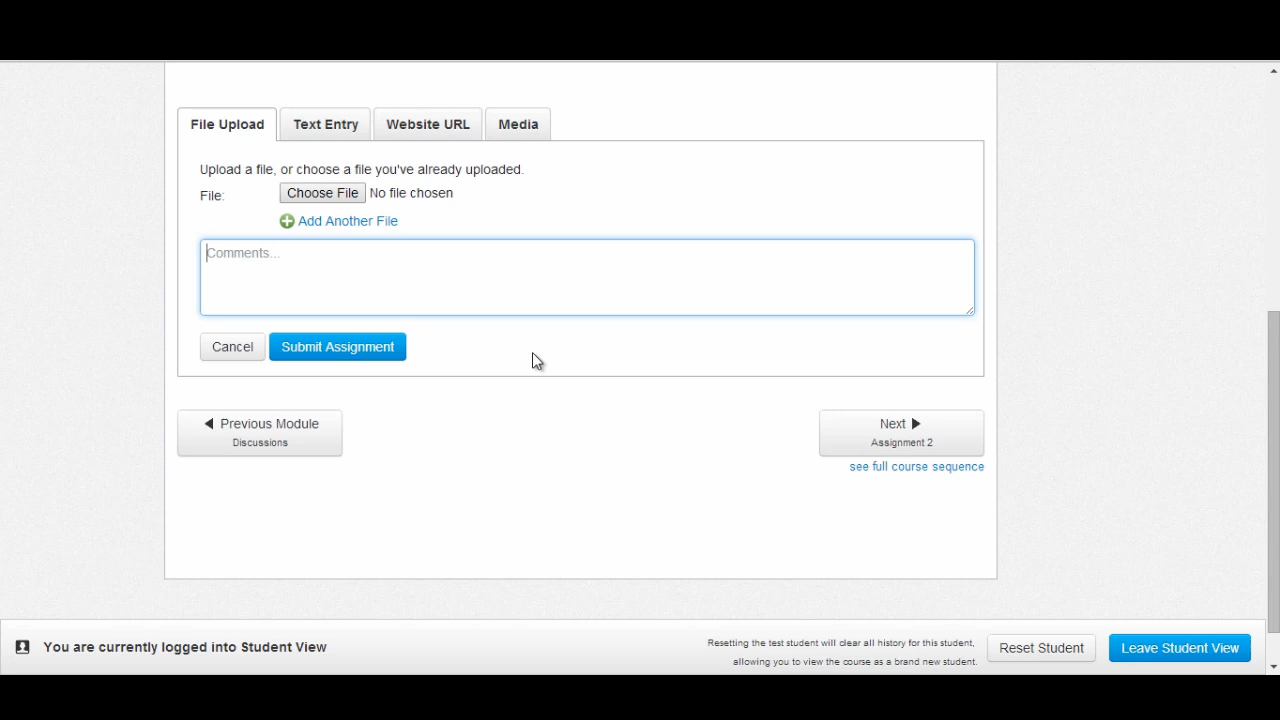 File Upload Text Entry Website URL Media
Upload a file, or choose a file you've already uploaded.
File: Choose File No file chosen
Add Another File
Comments...
Cancel Submit Assignment
Previous Module
Discussions
Next
Assignment 2
see full course sequence
You are currently logged into Student View
Resetting the test student will clear all history for this student,
allowing you to view the course as a brand new student.
Reset Student
Leave Student View